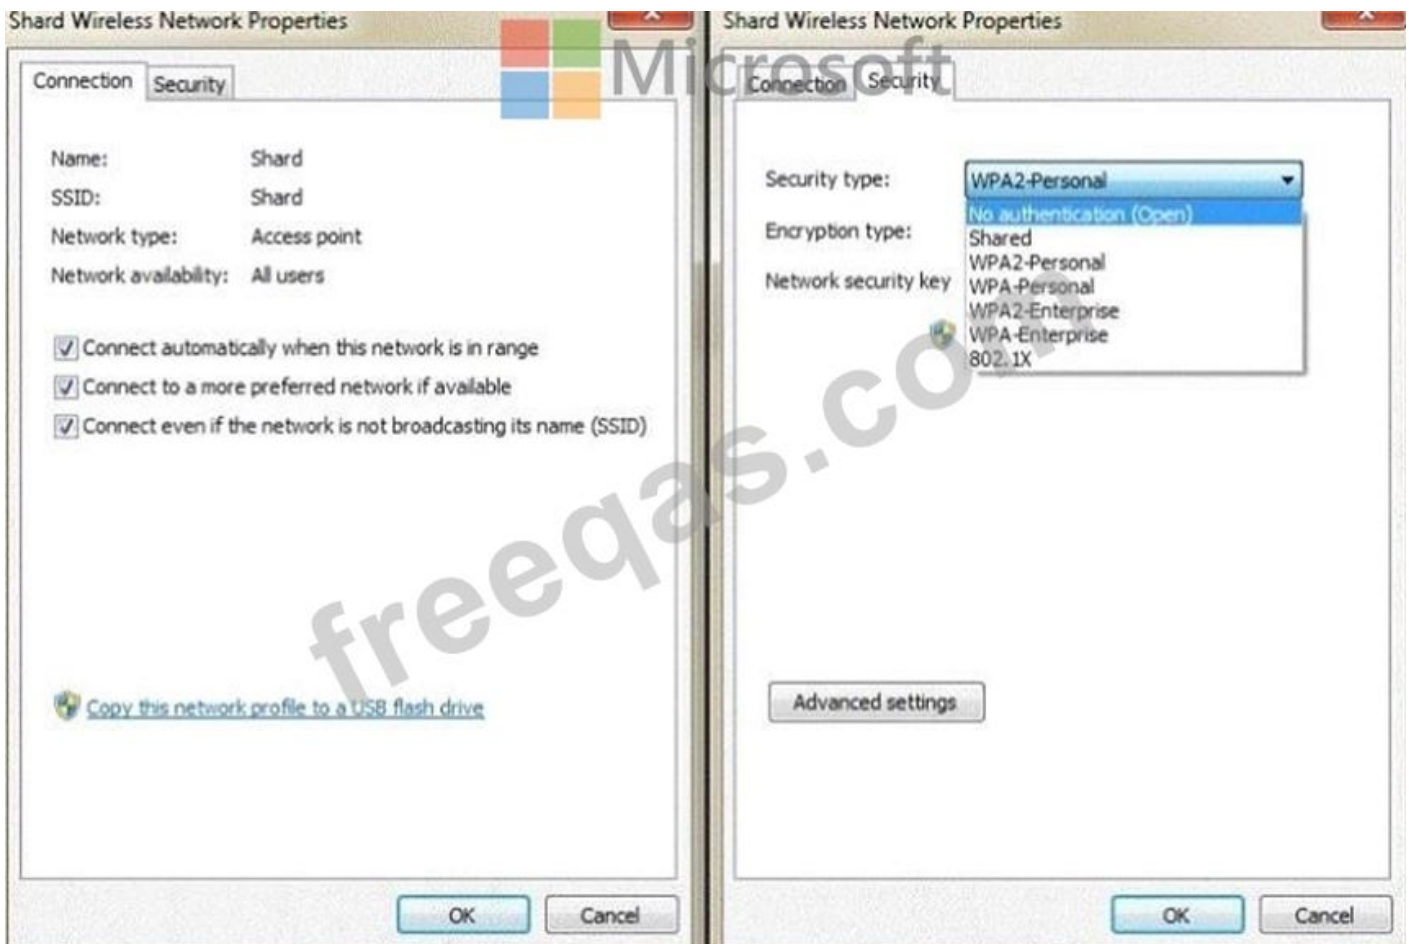 Shard Wireless Network Properties
Connection Security
Name: Shard
SSID: Shard
Network type: Access point
Network availability: All users
Connect automatically when this network is in range
Connect to a more preferred network if available
Connect even if the network is not broadcasting its name (SSID)
Copy this network profile to a USB flash drive
OK Cancel
Shard Wireless Network Properties
Connection Security
Security type: WPA2-Personal
No authentication (Open)
Encryption type:
Shared
WPA2-Personal
Network security key
WPA-Personal
WPA2-Enterprise
WPA-Enterprise
802.1X
Advanced settings
OK Cancel
Microsoft
freeqas.com